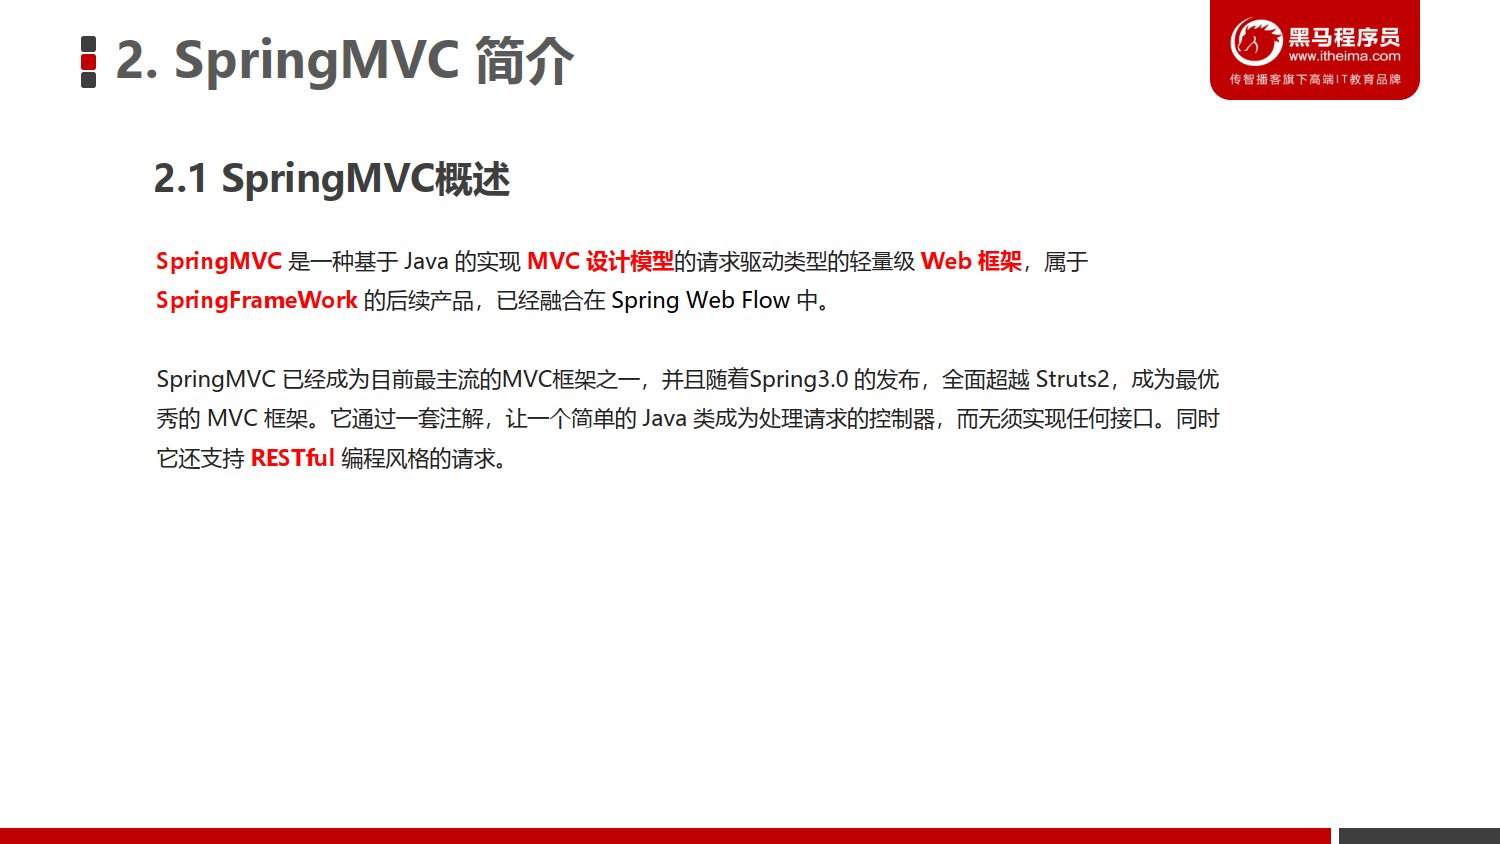 2. SpringMVC 简介
黑马程序员
www.itheima.com
传智播客旗下高端IT教育品牌
2.1 SpringMVC概述
SpringMVC 是一种基于 Java 的实现 MVC 设计模型的请求驱动类型的轻量级 Web 框架，属于
SpringFrameWork 的后续产品，已经融合在 Spring Web Flow 中。
SpringMVC 已经成为目前最主流的MVC框架之一，并且随着Spring3.0 的发布，全面超越 Struts2，成为最优
秀的 MVC 框架。它通过一套注解，让一个简单的 Java 类成为处理请求的控制器，而无须实现任何接口。同时
它还支持 RESTful 编程风格的请求。